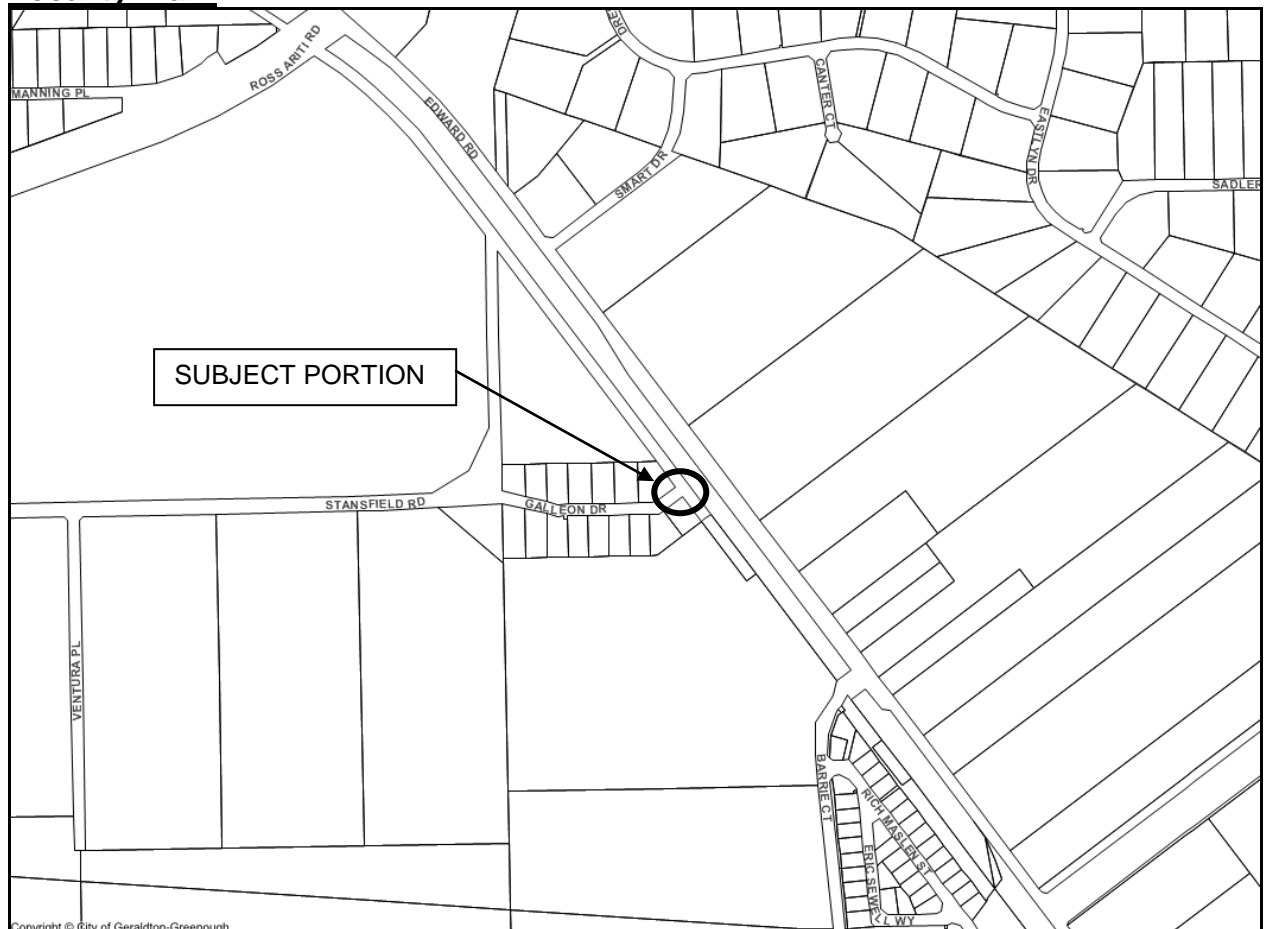 ROSS ARITI RD
MANNING PL
EDWARD RD
CANTER CT
EASTLYN DR
SMART DR
SADLER
SUBJECT PORTION
STANSFIELD RD
GALLEON DR
VENTURA PL
BARRIE CT
RICH MASLEN ST
ERIC SEWELL WY
Copyright © City of Geraldton-Greenough